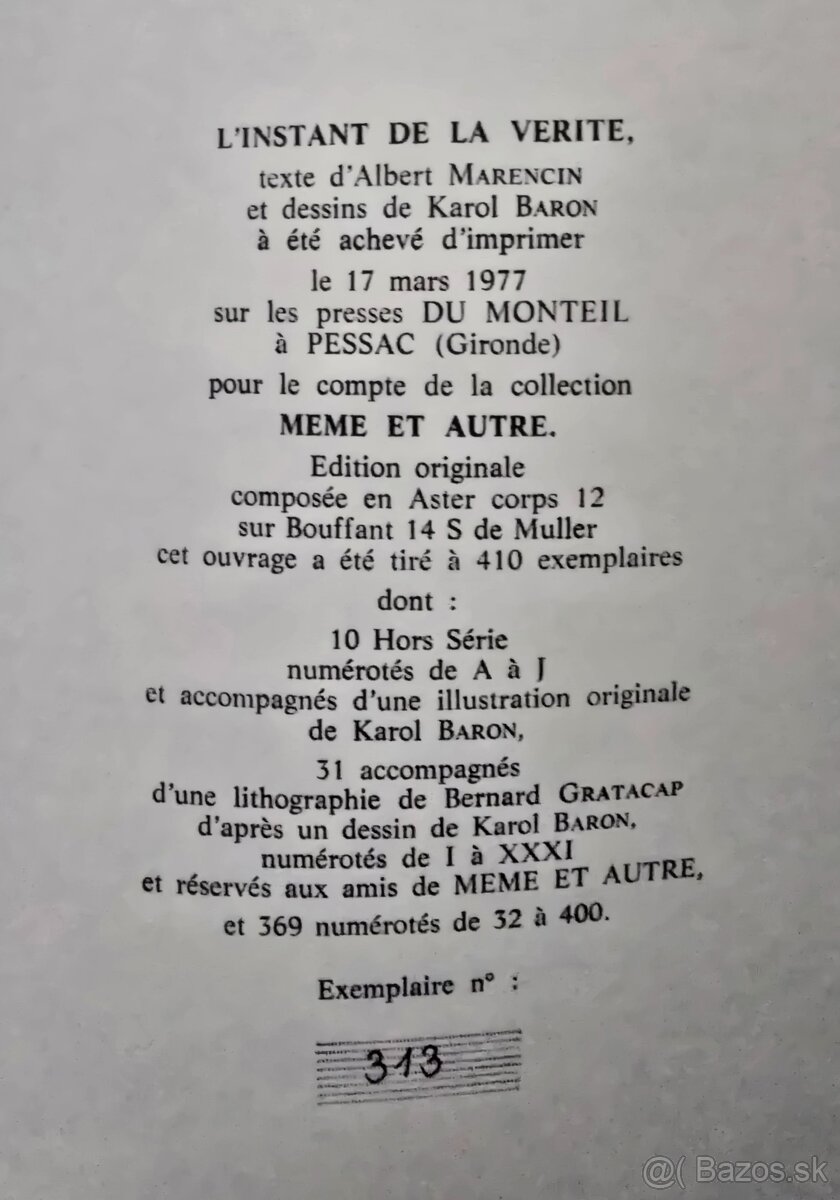 L'INSTANT DE LA VERITE,
texte d'Albert MARENCIN
et dessins de Karol BARON
à été achevé d'imprimer
le 17 mars 1977
sur les presses DU MONTEIL
à PESSAC (Gironde)
pour le compte de la collection
MEME ET AUTRE.
Edition originale
composée en Aster corps 12
sur Bouffant 14 S de Muller
cet ouvrage a été tiré à 410 exemplaires
dont :
10 Hors Série
numérotés de A à J
et accompagnés d'une illustration originale
de Karol BARON,
31 accompagnés
d'une lithographie de Bernard GRATACAP
d'après un dessin de Karol BARON,
numérotés de I à XXXI
et réservés aux amis de MEME ET AUTRE,
et 369 numérotés de 32 à 400.
Exemplaire n° :
313
@( Bazos.sk